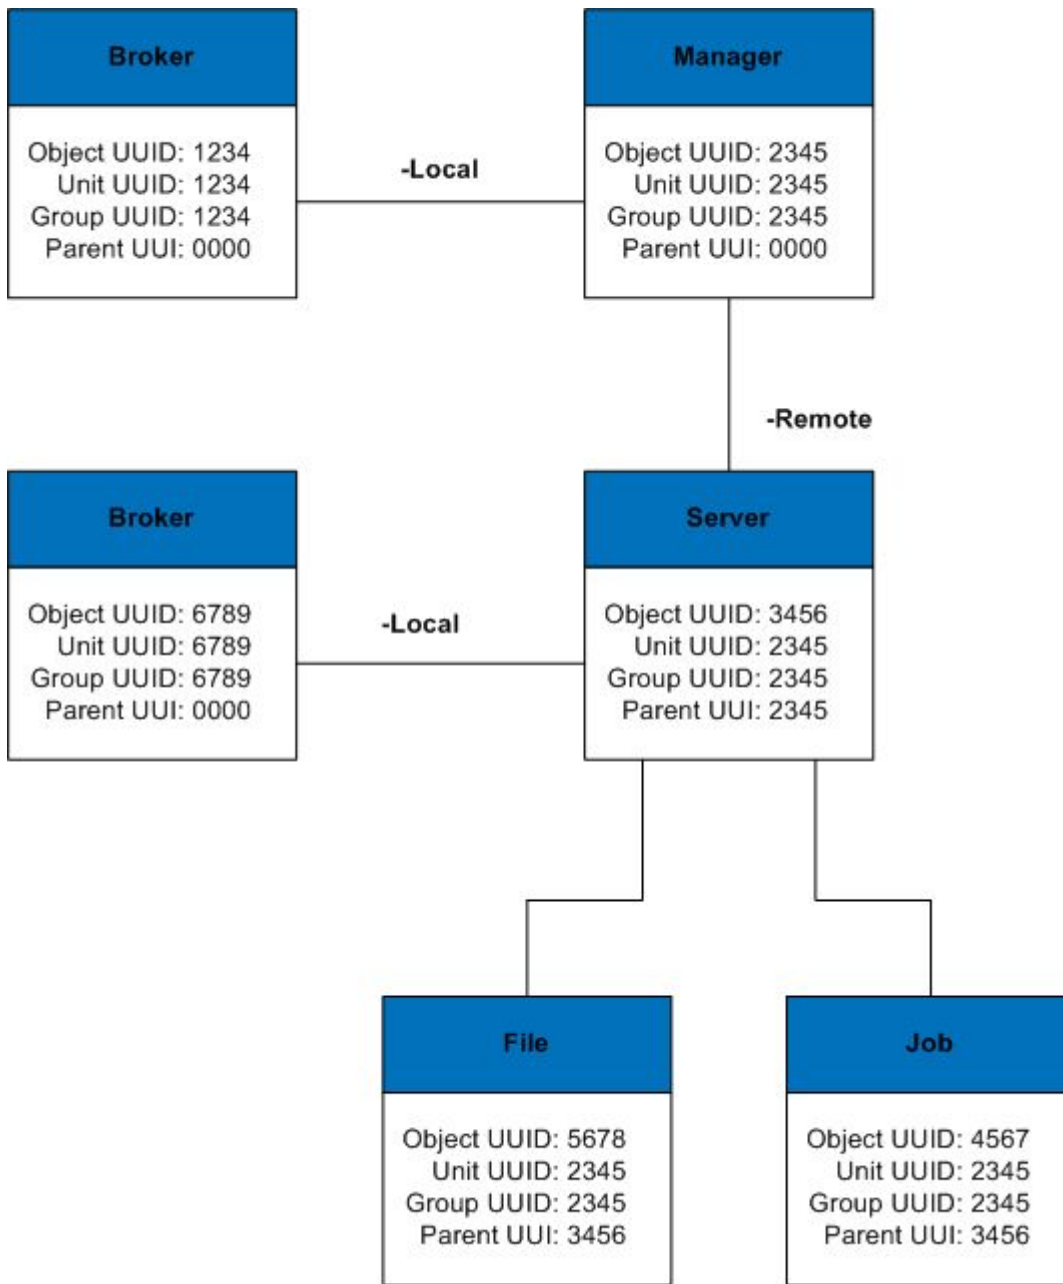 Broker
Object UUID: 1234
Unit UUID: 1234
Group UUID: 1234
Parent UUI: 0000
-Local
Manager
Object UUID: 2345
Unit UUID: 2345
Group UUID: 2345
Parent UUI: 0000
-Remote
Broker
Object UUID: 6789
Unit UUID: 6789
Group UUID: 6789
Parent UUI: 0000
-Local
Server
Object UUID: 3456
Unit UUID: 2345
Group UUID: 2345
Parent UUI: 2345
File
Object UUID: 5678
Unit UUID: 2345
Group UUID: 2345
Parent UUI: 3456
Job
Object UUID: 4567
Unit UUID: 2345
Group UUID: 2345
Parent UUI: 3456